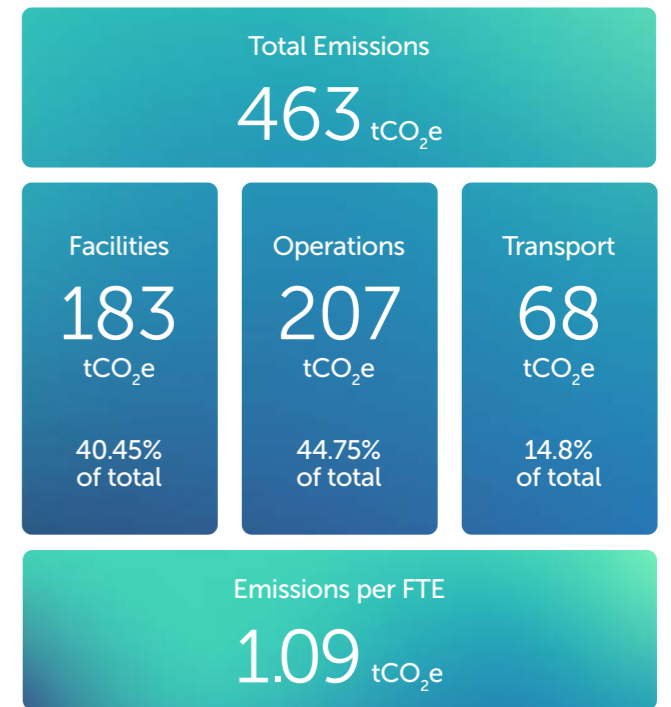 Total Emissions
463 tCO₂e
Facilities
183
tCO₂e
40.45%
of total
Operations
207
tCO₂e
44.75%
of total
Transport
68
tCO₂e
14.8%
of total
Emissions per FTE
1.09 tCO₂e